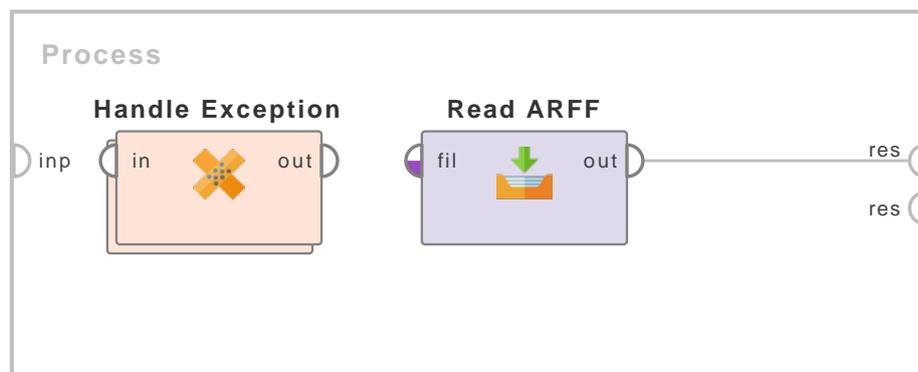 Process
Handle Exception
Read ARFF
inp
in
out
fil
out
res
res